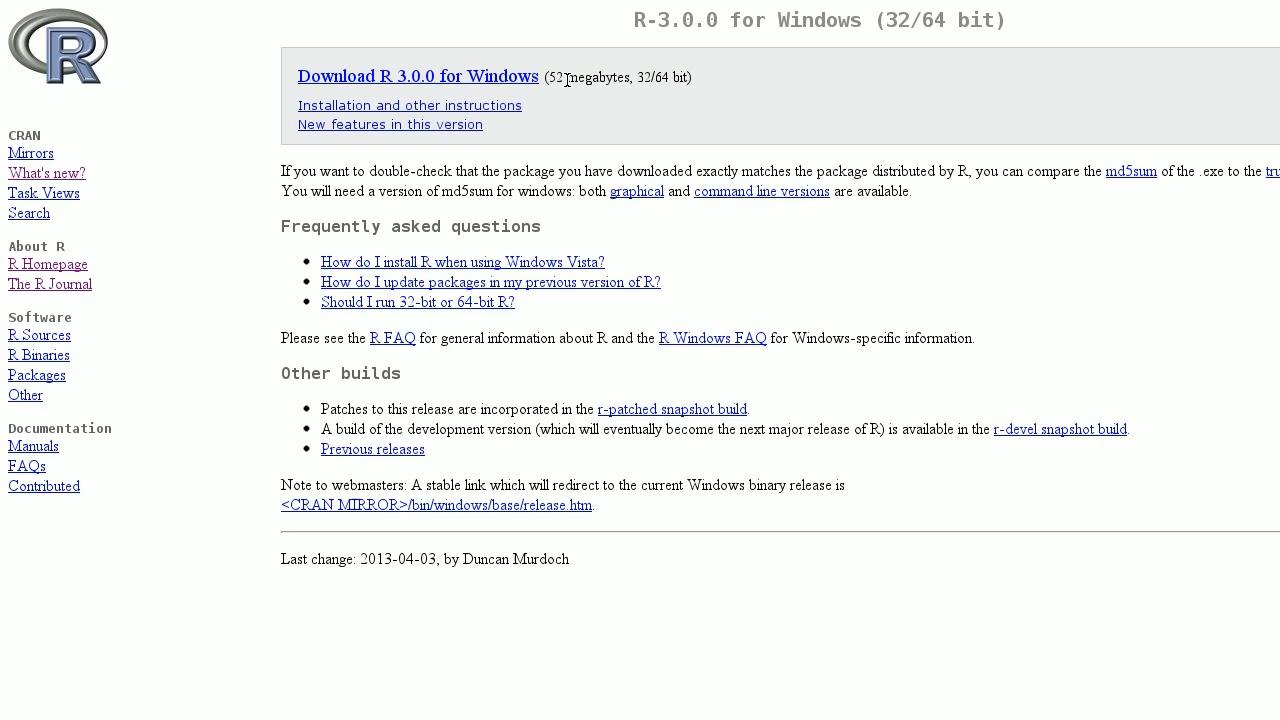 R
R-3.0.0 for Windows (32/64 bit)
Download R 3.0.0 for Windows (52 megabytes, 32/64 bit)
Installation and other instructions
New features in this version
CRAN
Mirrors
What's new?
Task Views
Search
About R
R Homepage
The R Journal
Software
R Sources
R Binaries
Packages
Other
Documentation
Manuals
FAQs
Contributed
If you want to double-check that the package you have downloaded exactly matches the package distributed by R, you can compare the md5sum of the .exe to the
You will need a version of md5sum for windows: both graphical and command line versions are available.
Frequently asked questions
How do I install R when using Windows Vista?
How do I update packages in my previous version of R?
Should I run 32-bit or 64-bit R?
Please see the R FAQ for general information about R and the R Windows FAQ for Windows-specific information.
Other builds
Patches to this release are incorporated in the r-patched snapshot build.
A build of the development version (which will eventually become the next major release of R) is available in the r-devel snapshot build.
Previous releases
Note to webmasters: A stable link which will redirect to the current Windows binary release is
<CRAN MIRROR>/bin/windows/base/release.htm.
Last change: 2013-04-03, by Duncan Murdoch